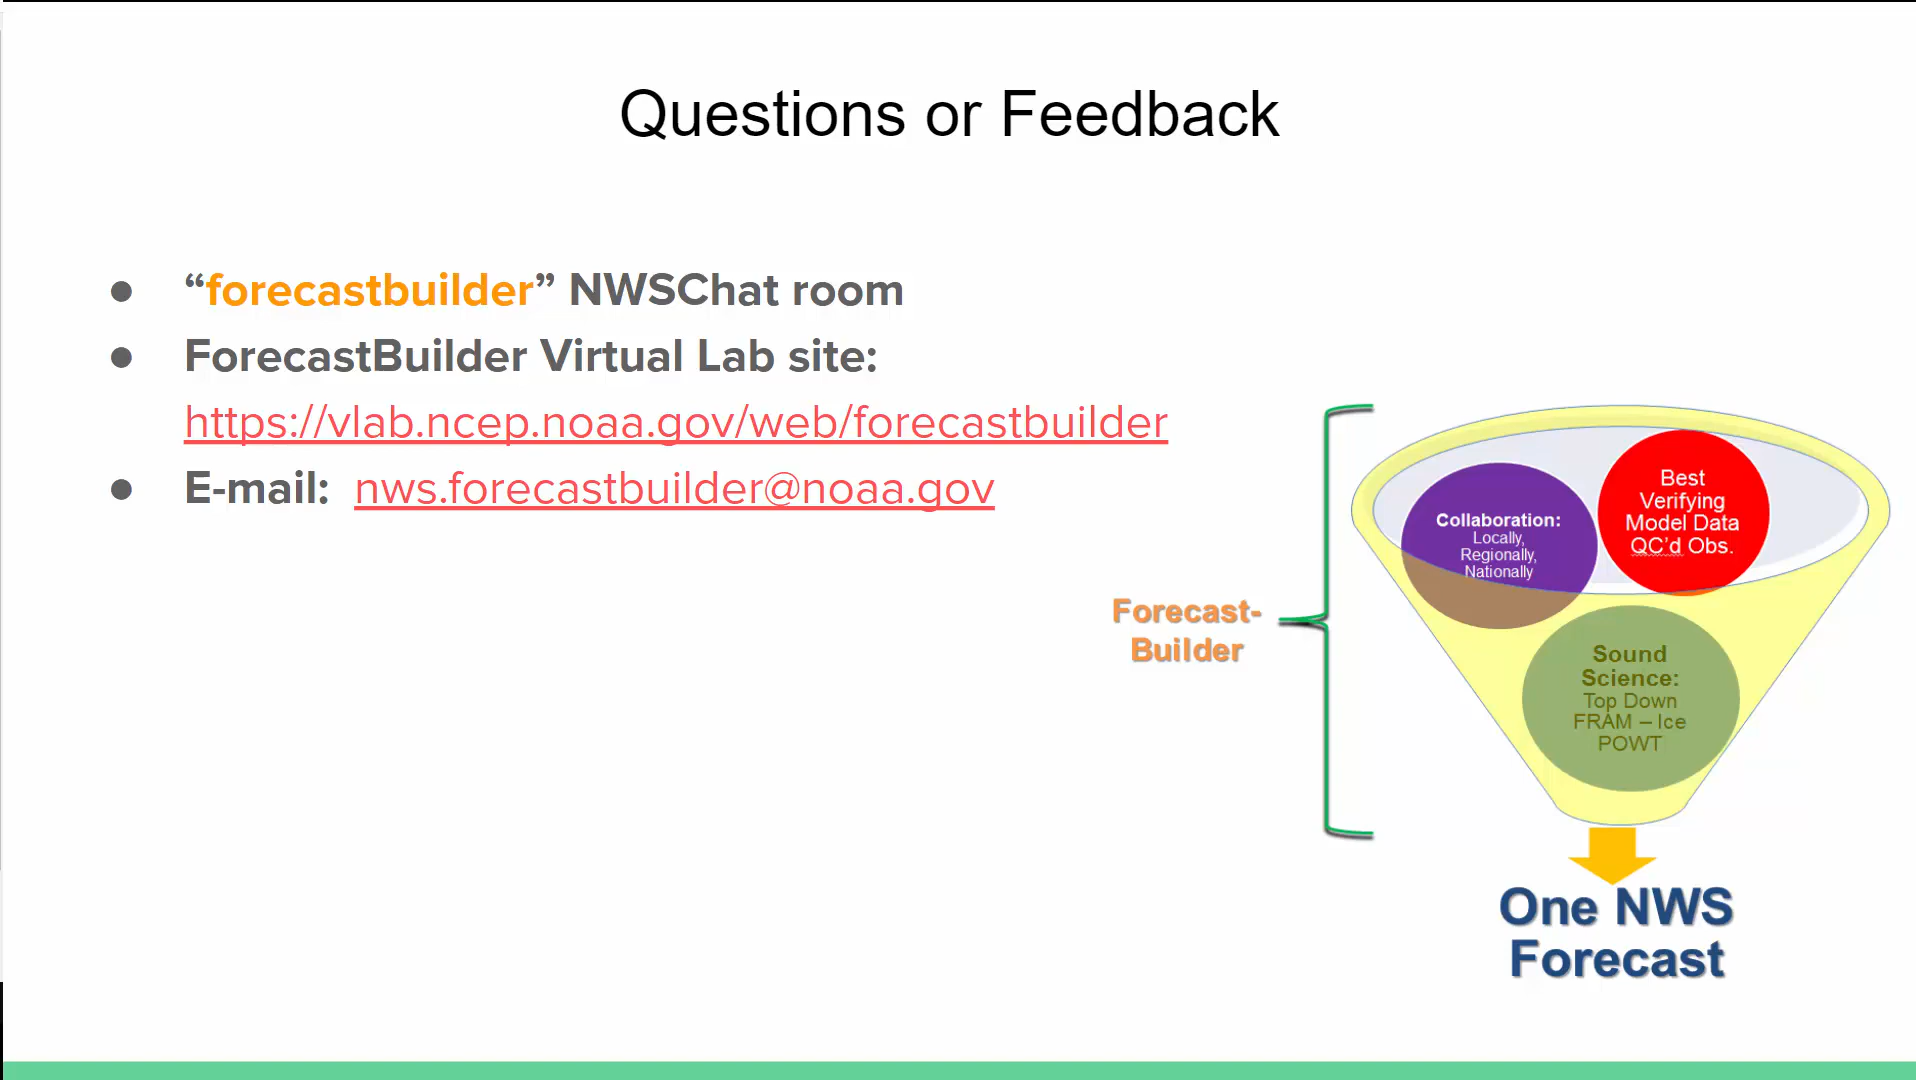 Questions or Feedback
● “forecastbuilder” NWSChat room
● ForecastBuilder Virtual Lab site:
https://vlab.ncep.noaa.gov/web/forecastbuilder
● E-mail: nws.forecastbuilder@noaa.gov
Forecast-
Builder
Collaboration:
Locally,
Regionally,
Nationally
Best
Verifying
Model Data
QC'd Obs.
Sound
Science:
Top Down
FRAM – Ice
POWT
One NWS
Forecast